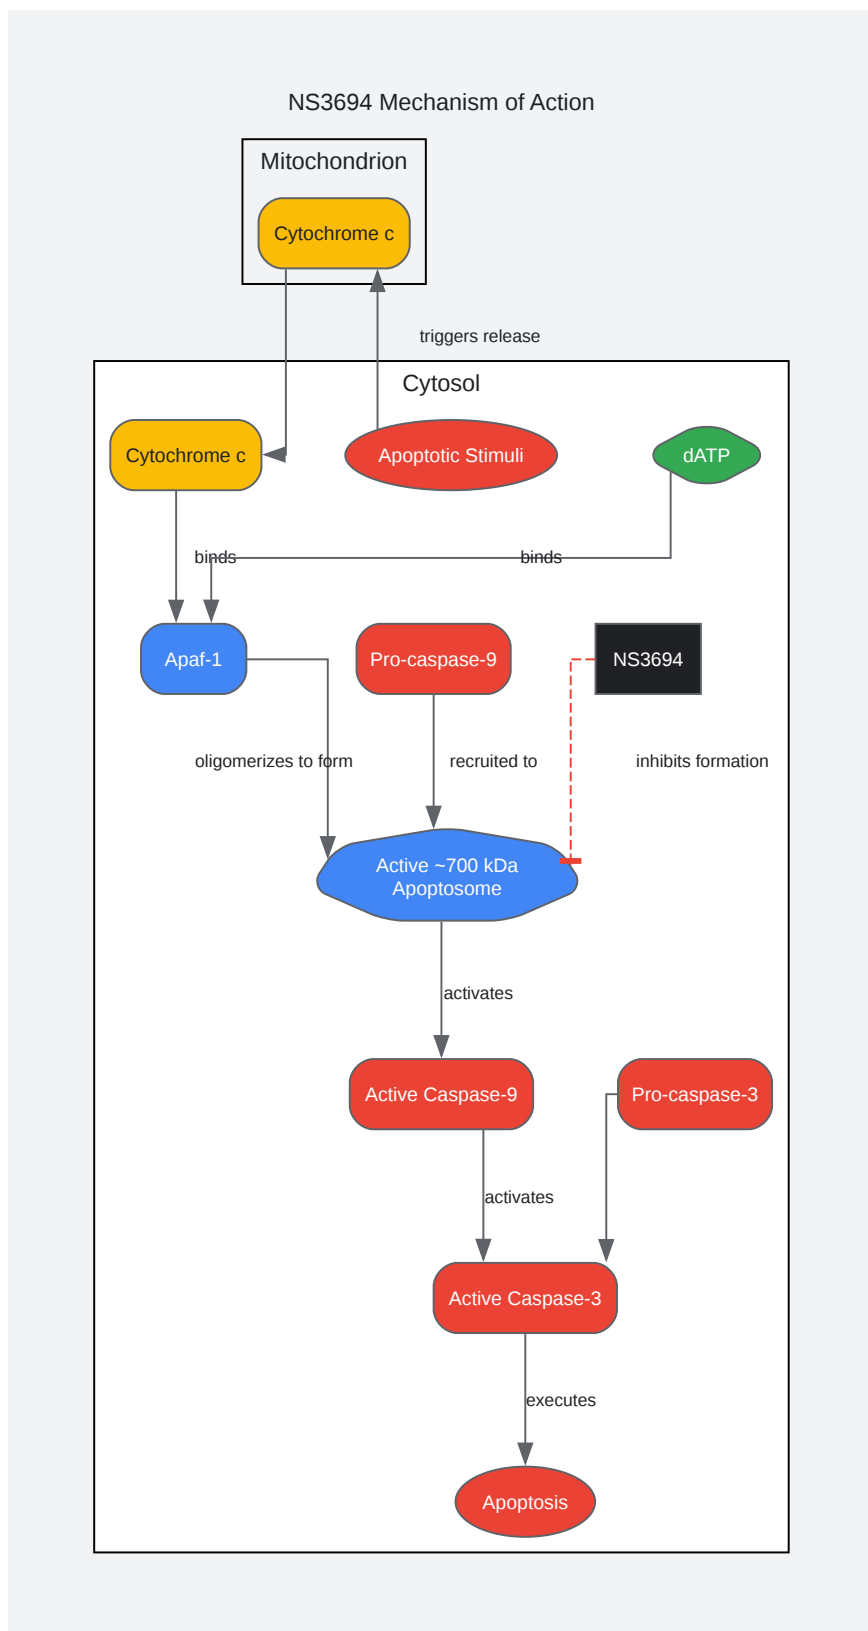 NS3694 Mechanism of Action
Mitochondrion
Cytochrome c
triggers release
Cytosol
Cytochrome c
Apoptotic Stimuli
dATP
binds
binds
Apaf-1
Pro-caspase-9
NS3694
oligomerizes to form
recruited to
inhibits formation
Active ~700 kDa
Apoptosome
activates
Active Caspase-9
Pro-caspase-3
activates
Active Caspase-3
executes
Apoptosis